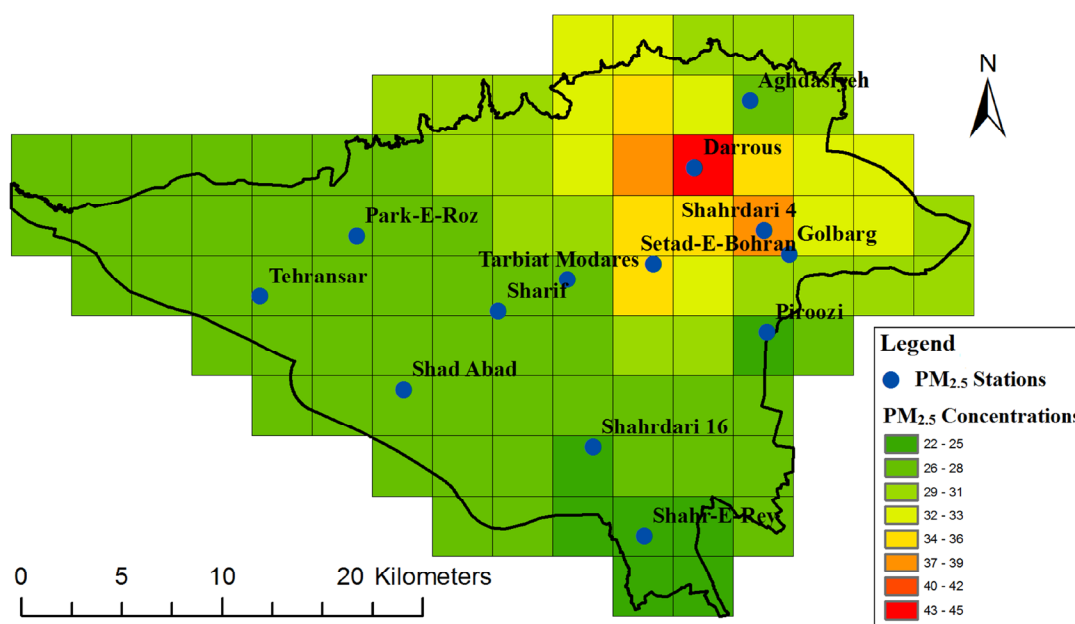 N
Aghdasiyeh
Darrous
Park-E-Roz
Shahrdari 4
Setad-E-Bohran
Golbarg
Tarbiat Modares
Tehransar
Sharif
Piroozi
Shad Abad
Shahrdari 16
Shahr-E-Rey
Legend
PM2.5 Stations
PM2.5 Concentrations
22 - 25
26 - 28
29 - 31
32 - 33
34 - 36
37 - 39
40 - 42
43 - 45
0 5 10 20 Kilometers